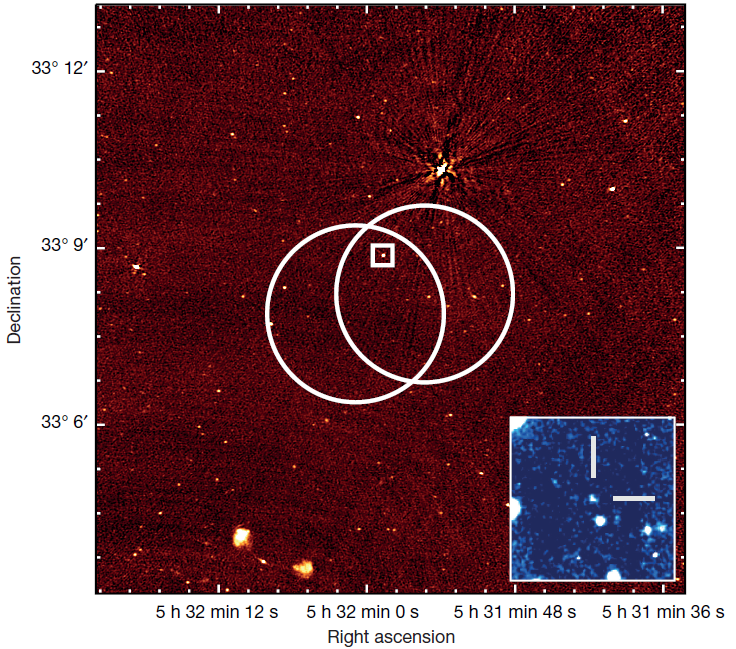 33° 12′
33° 9′
33° 6′
Declination
5 h 32 min 12 s 5 h 32 min 0 s 5 h 31 min 48 s 5 h 31 min 36 s
Right ascension